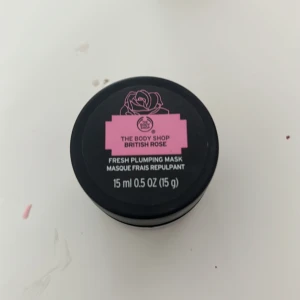 THE BODY SHOP
BRITISH ROSE
FRESH PLUMPING MASK
MASQUE FRAIS REPULPANT
15 ml 0.5 OZ (15 g)